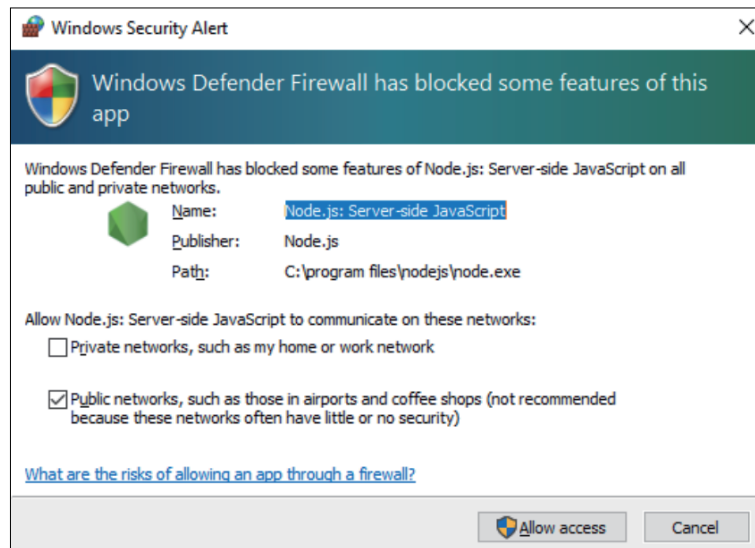 Windows Security Alert
Windows Defender Firewall has blocked some features of this
app
Windows Defender Firewall has blocked some features of Node.js: Server-side JavaScript on all
public and private networks.
Name: Node.js: Server-side JavaScript
Publisher: Node.js
Path: C:\program files\nodejs\node.exe
Allow Node.js: Server-side JavaScript to communicate on these networks:
Private networks, such as my home or work network
Public networks, such as those in airports and coffee shops (not recommended
because these networks often have little or no security)
What are the risks of allowing an app through a firewall?
Allow access Cancel